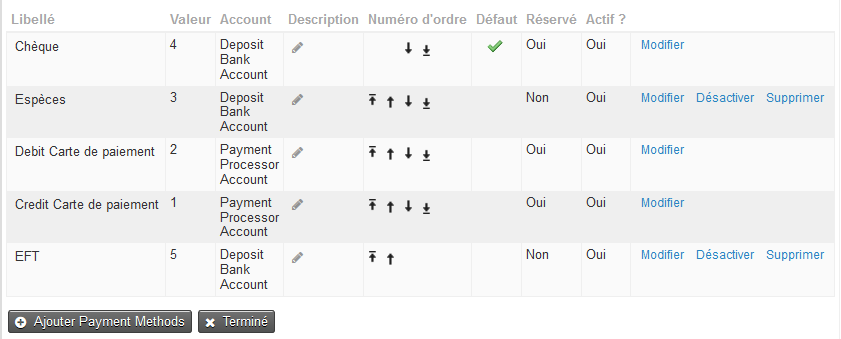 Libellé Valeur Account Description Numéro d'ordre Défaut Réservé Actif ?
Chèque 4 Deposit Bank Account Oui Oui Modifier
Espèces 3 Deposit Bank Account Non Oui Modifier Désactiver Supprimer
Debit Carte de paiement 2 Payment Processor Account Oui Oui Modifier
Credit Carte de paiement 1 Payment Processor Account Oui Oui Modifier
EFT 5 Deposit Bank Account Non Oui Modifier Désactiver Supprimer
Ajouter Payment Methods Terminé